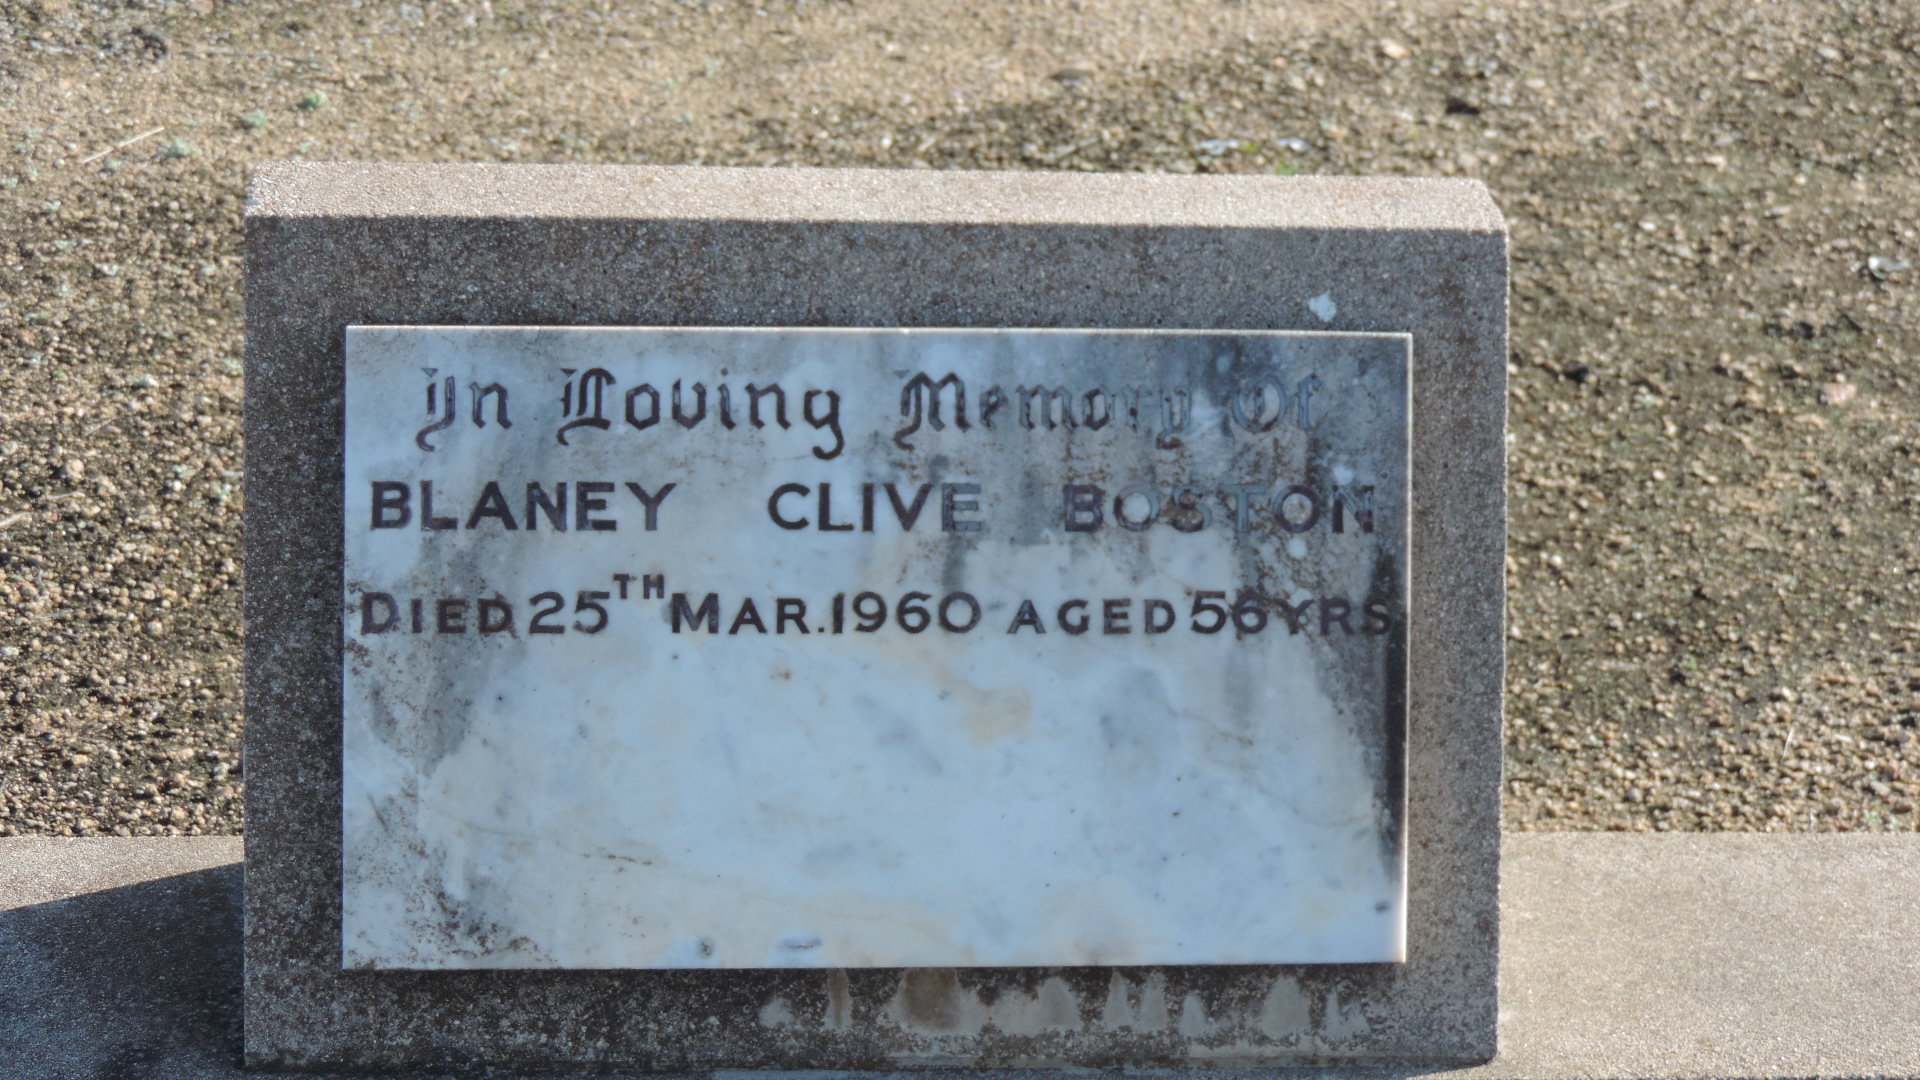 In Loving Memory Of
BLANEY CLIVE BOSTON
DIED 25TH MAR. 1960 AGED 56 YRS